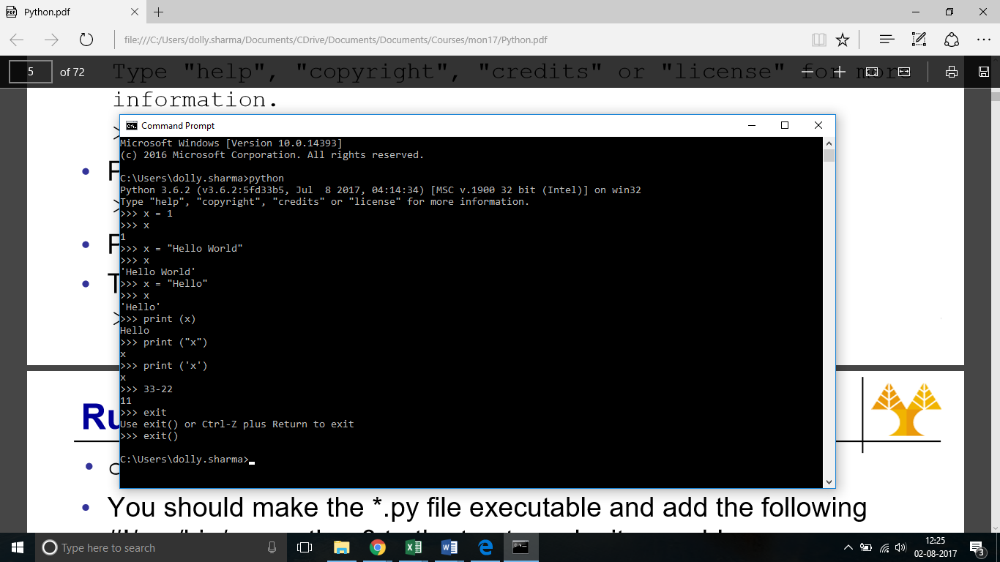 Python.pdf
file:///C:/Users/dolly.sharma/Documents/CDrive/Documents/Documents/Courses/mon17/Python.pdf
5 of 72
Type "help", "copyright", "credits" or "license" for more
information.
Command Prompt
Microsoft Windows [Version 10.0.14393]
(c) 2016 Microsoft Corporation. All rights reserved.
C:\Users\dolly.sharma>python
Python 3.6.2 (v3.6.2:5fd33b5, Jul  8 2017, 04:14:34) [MSC v.1900 32 bit (Intel)] on win32
Type "help", "copyright", "credits" or "license" for more information.
>>> x = 1
>>> x
1
>>> x = "Hello World"
>>> x
'Hello World'
>>> x = "Hello"
>>> x
'Hello'
>>> print (x)
Hello
>>> print ("x")
x
>>> print ('x')
x
>>> 33-22
11
>>> exit
Use exit() or Ctrl-Z plus Return to exit
>>> exit()
C:\Users\dolly.sharma>
Ru
• You should make the *.py file executable and add the following
Type here to search
12:25
02-08-2017
3